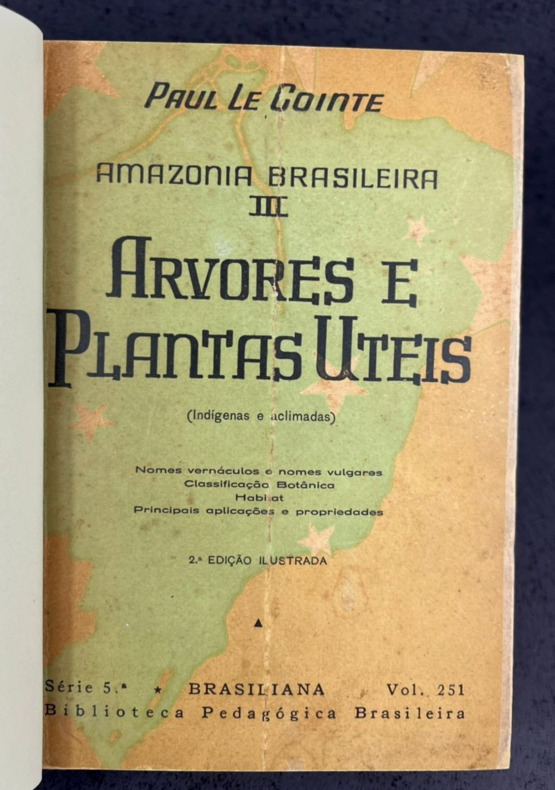 PAUL LE COINTE
AMAZONIA BRASILEIRA
III
ARVORES E
PLANTAS UTEIS
(Indígenas e aclimadas)
Nomes vernáculos e nomes vulgares
Classificação Botânica
Habitat
Principais aplicações e propriedades
2.ª EDIÇÃO ILUSTRADA
Série 5.ª ★ BRASILIANA Vol. 251
Biblioteca Pedagógica Brasileira